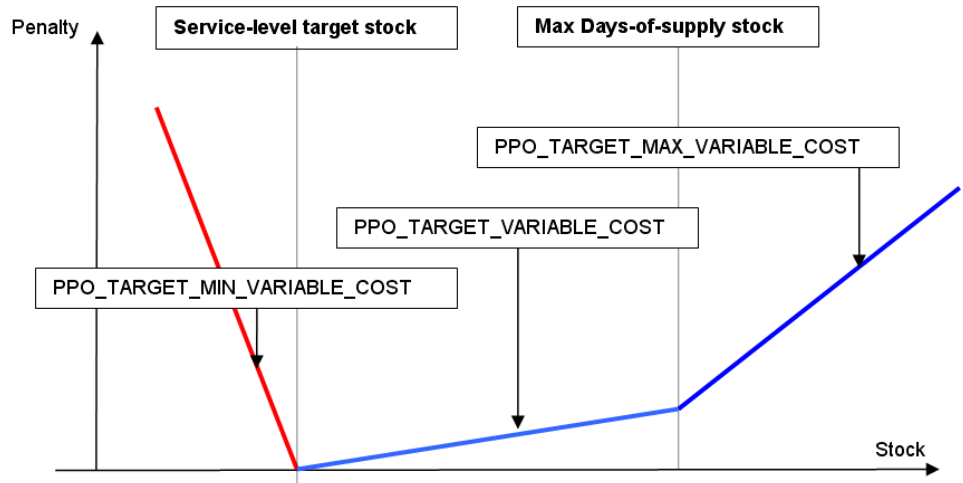 Penalty
Service-level target stock
Max Days-of-supply stock
PPO_TARGET_MAX_VARIABLE_COST
PPO_TARGET_VARIABLE_COST
PPO_TARGET_MIN_VARIABLE_COST
Stock